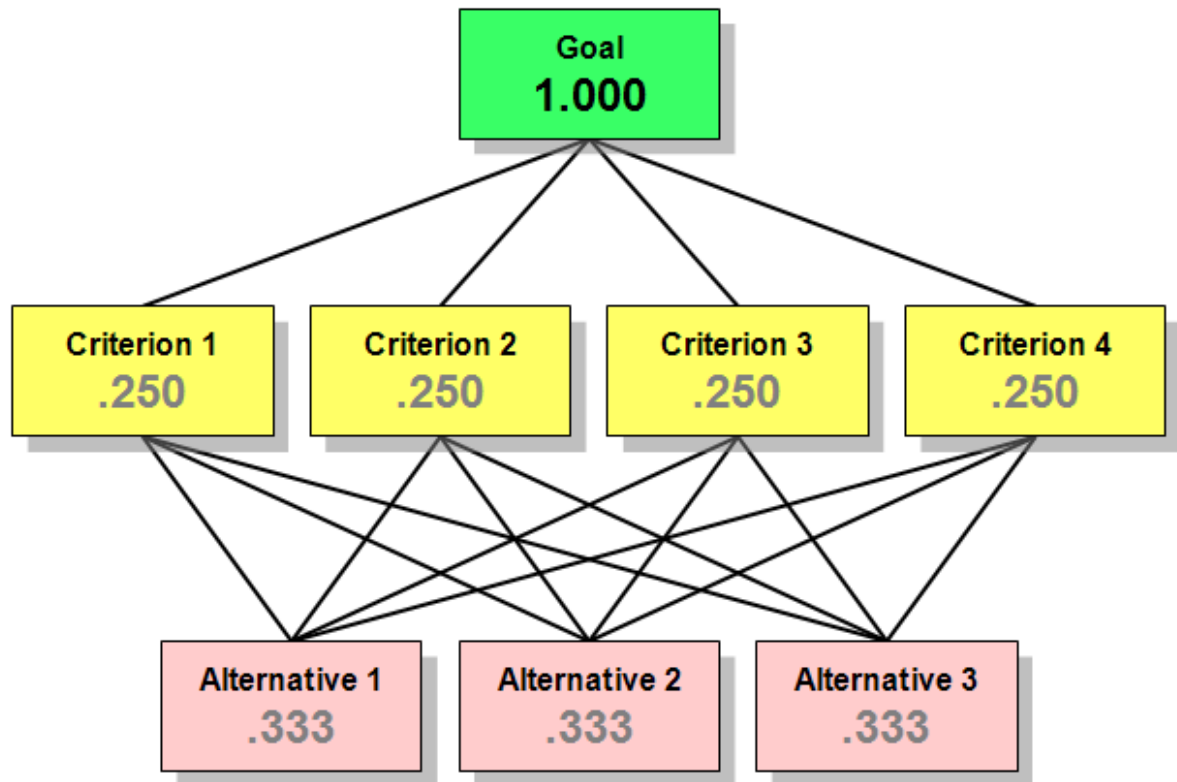 Goal
1.000
Criterion 1
.250
Criterion 2
.250
Criterion 3
.250
Criterion 4
.250
Alternative 1
.333
Alternative 2
.333
Alternative 3
.333